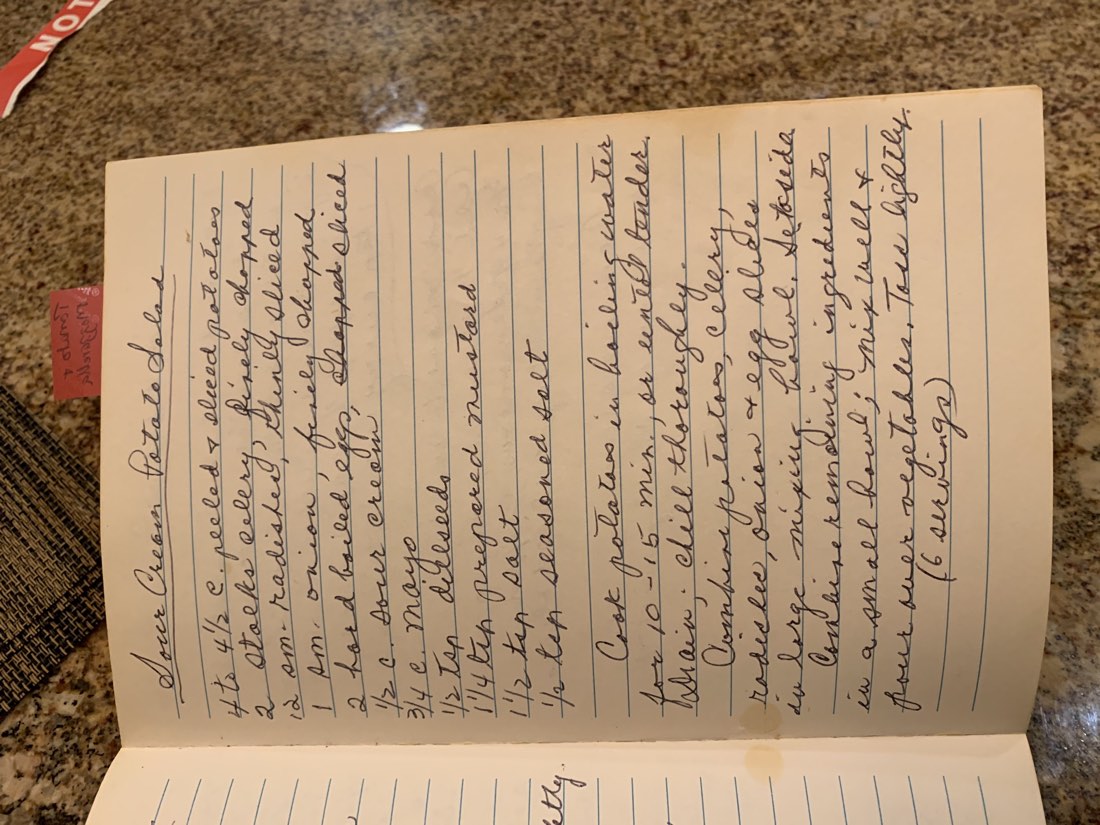 Tomato &
Mozzarella
NOT
Sour Cream Potato Salad
4 to 4 1/2 c. peeled & sliced potatoes
2 stalks celery, finely chopped
12 sm. radishes, thinly sliced
1 sm. onion, finely chopped
2 hard boiled eggs, chopped sliced
1/2 c. sour cream
3/4 c. mayo
1/2 tsp dillseeds
1 1/4 tsp prepared mustard
1 1/2 tsp salt
1/2 tsp seasoned salt
Cook potatoes in boiling water
for 10-15 min., or until tender.
Drain; chill thoroughly.
Combine potatoes, celery,
radishes, onion & egg slices
in large mixing bowl. Set aside
Combine remaining ingredients
in a small bowl; mix well &
pour over vegetables. Toss lightly.
(6 servings)